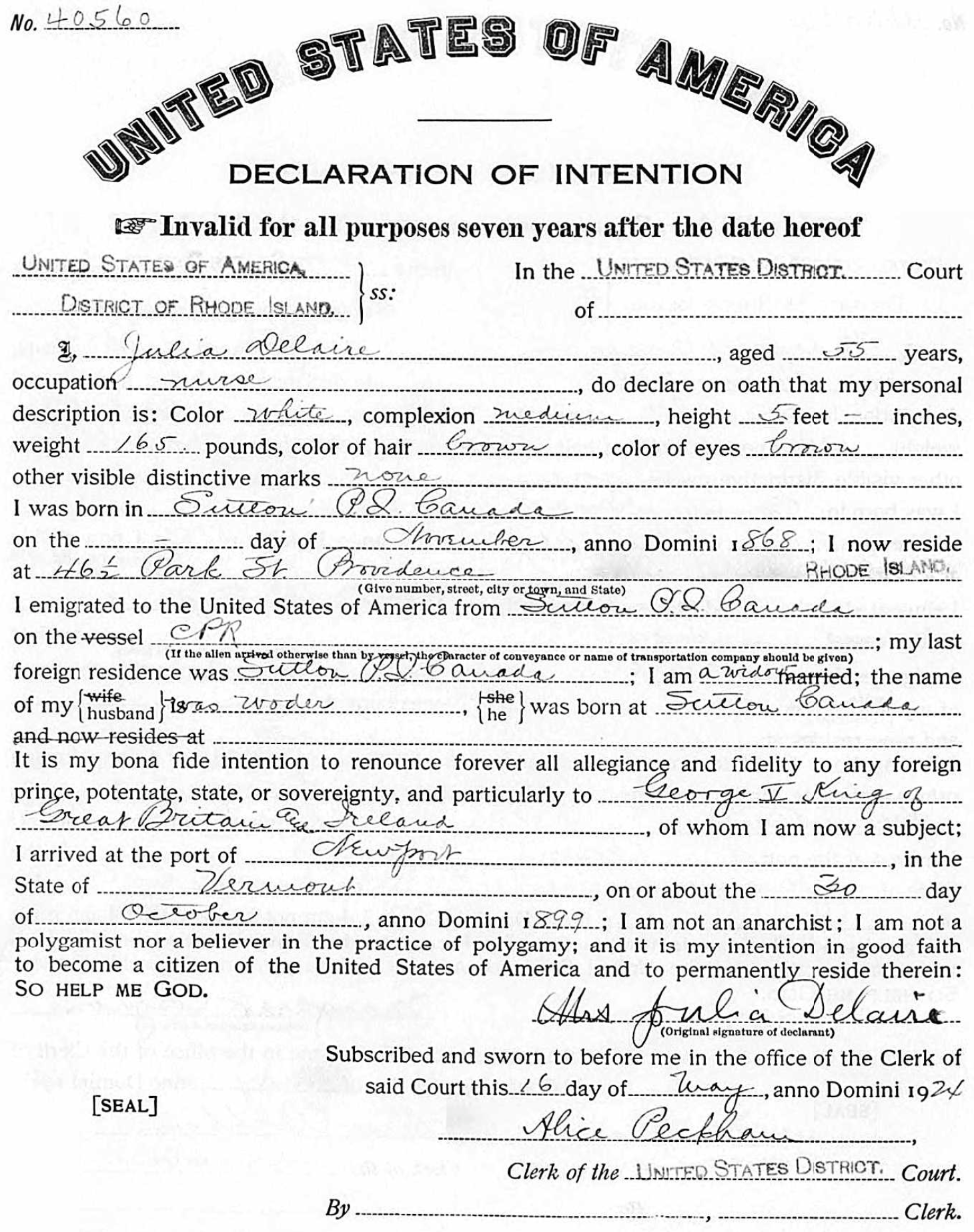 No. 40560
UNITED STATES OF AMERICA
DECLARATION OF INTENTION
☞ Invalid for all purposes seven years after the date hereof
UNITED STATES OF AMERICA, In the UNITED STATES DISTRICT. Court
DISTRICT OF RHODE ISLAND. } ss: of
I, Julia Delaire, aged 55 years,
occupation nurse, do declare on oath that my personal
description is: Color white, complexion medium, height 5 feet — inches,
weight 165 pounds, color of hair brown, color of eyes brown
other visible distinctive marks none
I was born in Sutton P.Q. Canada
on the — day of November, anno Domini 1868; I now reside
at 46½ Park St. Providence RHODE ISLAND.
(Give number, street, city or town, and State)
I emigrated to the United States of America from Sutton P.Q. Canada
on the vessel CPR; my last
(If the alien arrived otherwise than by vessel, the character of conveyance or name of transportation company should be given)
foreign residence was Sutton P.Q. Canada; I am a widow married; the name
of my {wife husband} is was, {she he} was born at Sutton Canada
and now resides at
It is my bona fide intention to renounce forever all allegiance and fidelity to any foreign
prince, potentate, state, or sovereignty, and particularly to George V King of
Great Britain and Ireland, of whom I am now a subject;
I arrived at the port of Newport, in the
State of Vermont, on or about the 30 day
of October, anno Domini 1899; I am not an anarchist; I am not a
polygamist nor a believer in the practice of polygamy; and it is my intention in good faith
to become a citizen of the United States of America and to permanently reside therein:
SO HELP ME GOD.
Mrs Julia Delaire
(Original signature of declarant)
Subscribed and sworn to before me in the office of the Clerk of
said Court this 16 day of May, anno Domini 1924
[SEAL]
Alice Peckham,
Clerk of the UNITED STATES DISTRICT. Court.
By , Clerk.